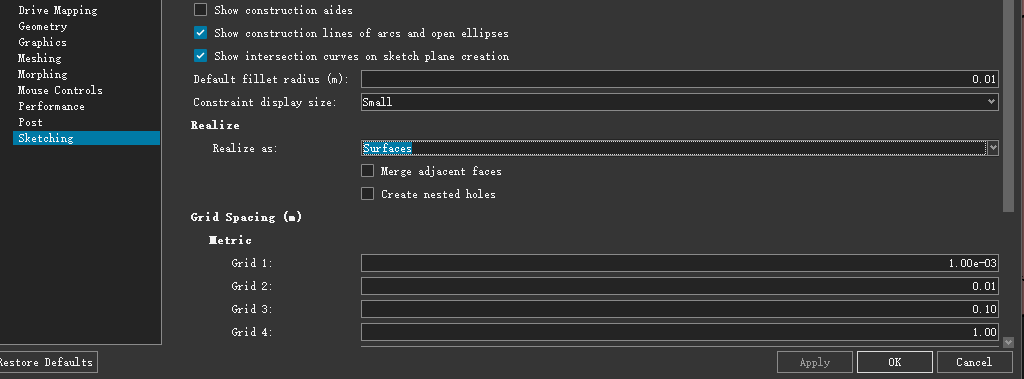 Drive Mapping
Geometry
Graphics
Meshing
Morphing
Mouse Controls
Performance
Post
Sketching
Show construction aides
Show construction lines of arcs and open ellipses
Show intersection curves on sketch plane creation
Default fillet radius (m): 0.01
Constraint display size: Small
Realize
Realize as: Surfaces
Merge adjacent faces
Create nested holes
Grid Spacing (m)
Metric
Grid 1: 1.00e-03
Grid 2: 0.01
Grid 3: 0.10
Grid 4: 1.00
Restore Defaults
Apply OK Cancel